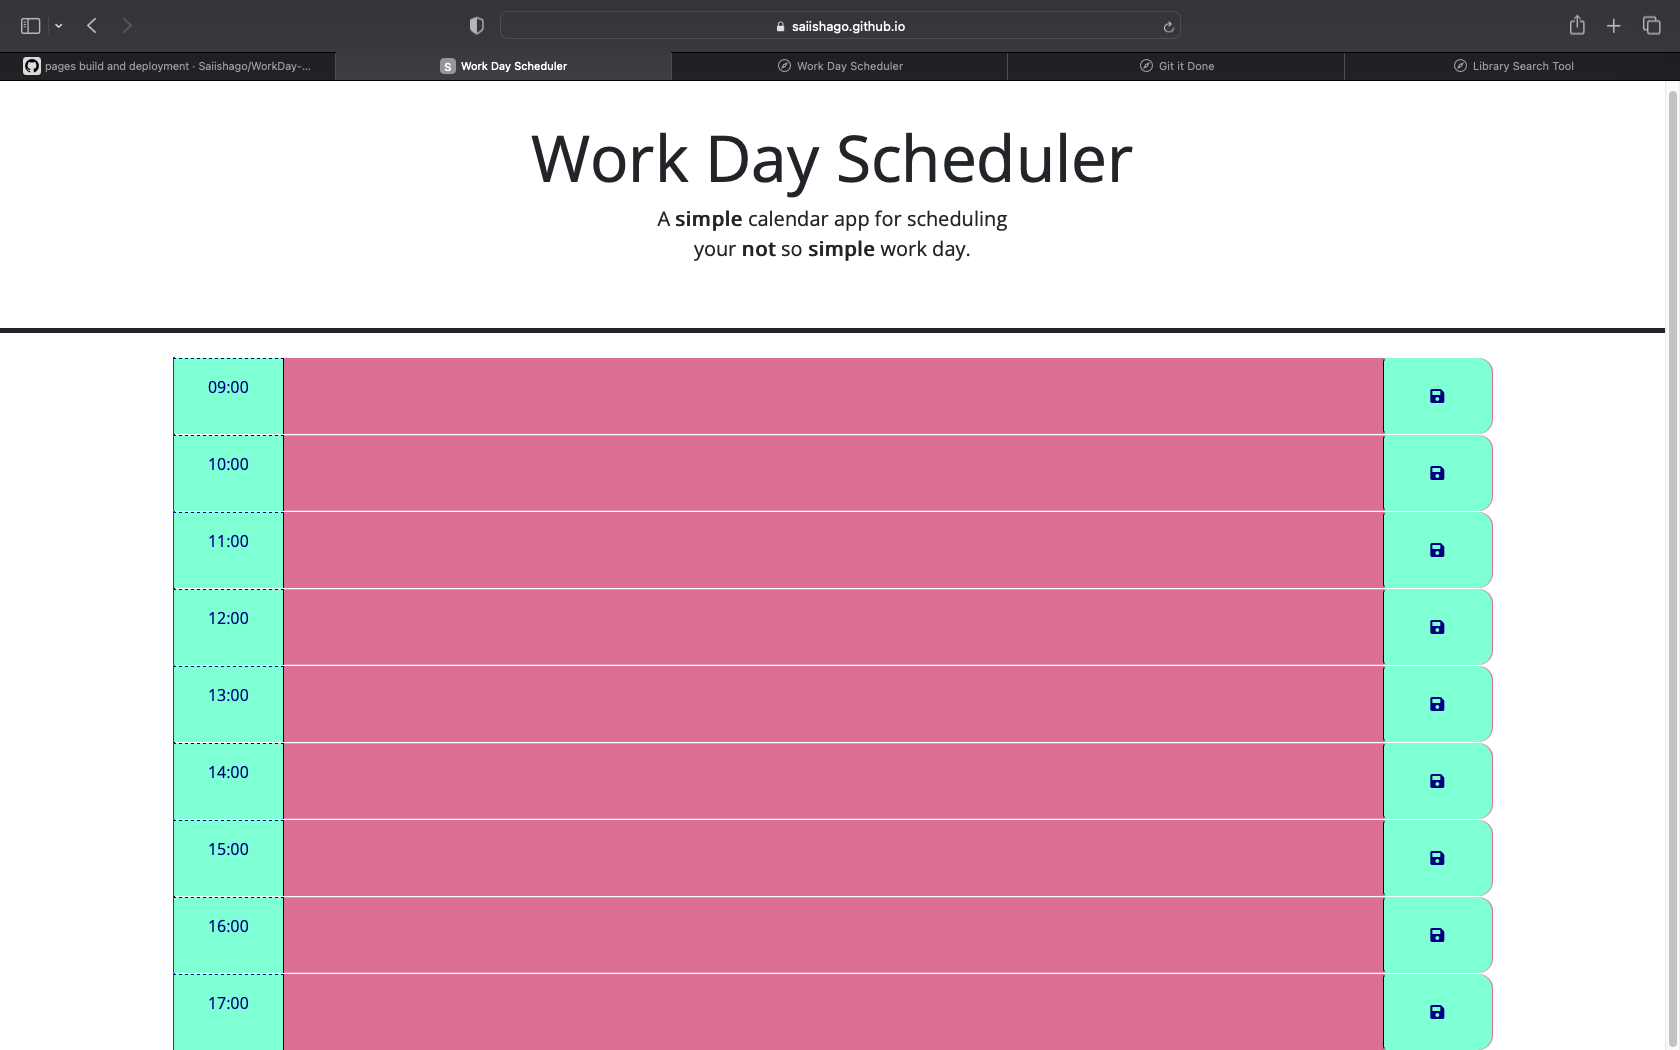 saiishago.github.io
pages build and deployment · Saiishago/WorkDay-...
S Work Day Scheduler
Work Day Scheduler
Git it Done
Library Search Tool
Work Day Scheduler
A simple calendar app for scheduling
your not so simple work day.
09:00
10:00
11:00
12:00
13:00
14:00
15:00
16:00
17:00